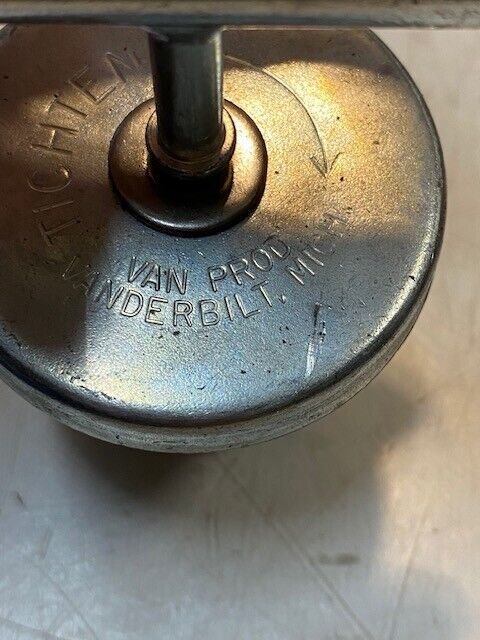 TIGHTEN
VAN PROD.
VANDERBILT, MICH.